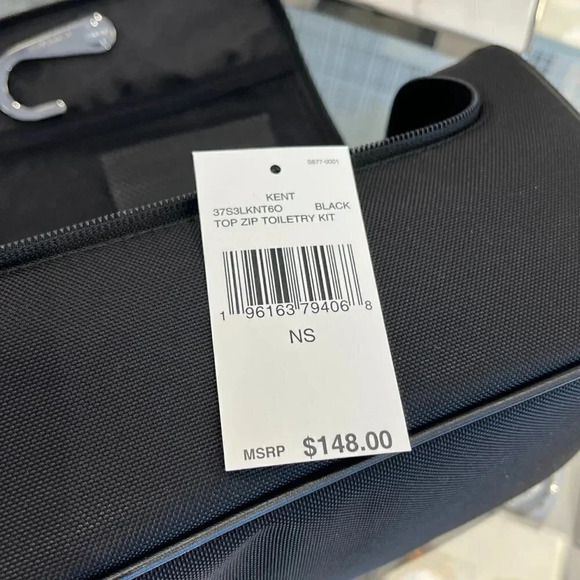 S877-0001
KENT
37S3LKNT6O BLACK
TOP ZIP TOILETRY KIT
1 96163 79406 8
NS
MSRP $148.00